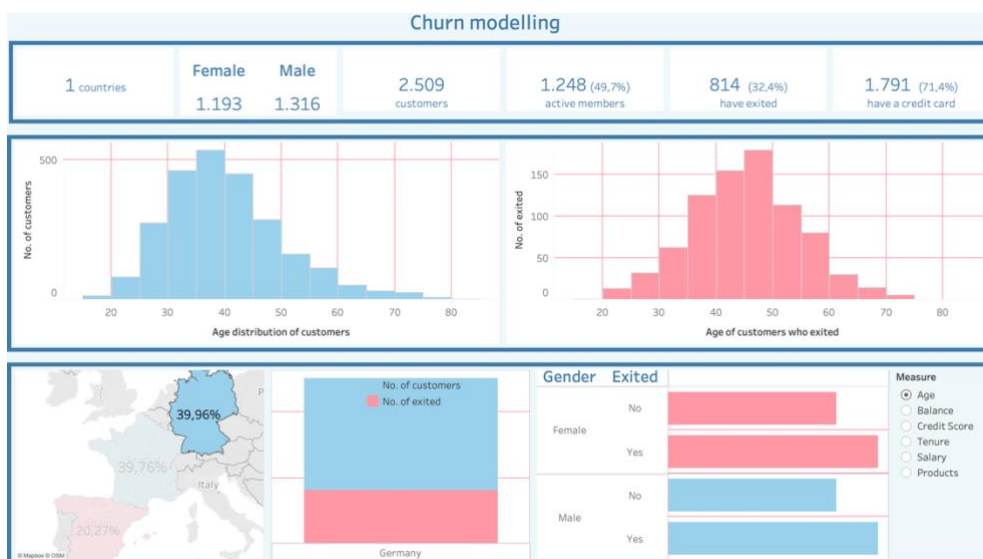 Churn modelling
1 countries
Female Male
1.193 1.316
2.509
customers
1.248 (49,7%)
active members
814 (32,4%)
have exited
1.791 (71,4%)
have a credit card
No. of customers
500
0
20 30 40 50 60 70 80
Age distribution of customers
No. of exited
150
100
50
0
20 30 40 50 60 70 80
Age of customers who exited
39,96%
39,76%
Italy
20,27%
P
© Mapbox © OSM
No. of customers
No. of exited
Germany
Gender Exited
Female
No
Yes
Male
No
Yes
Measure
Age
Balance
Credit Score
Tenure
Salary
Products